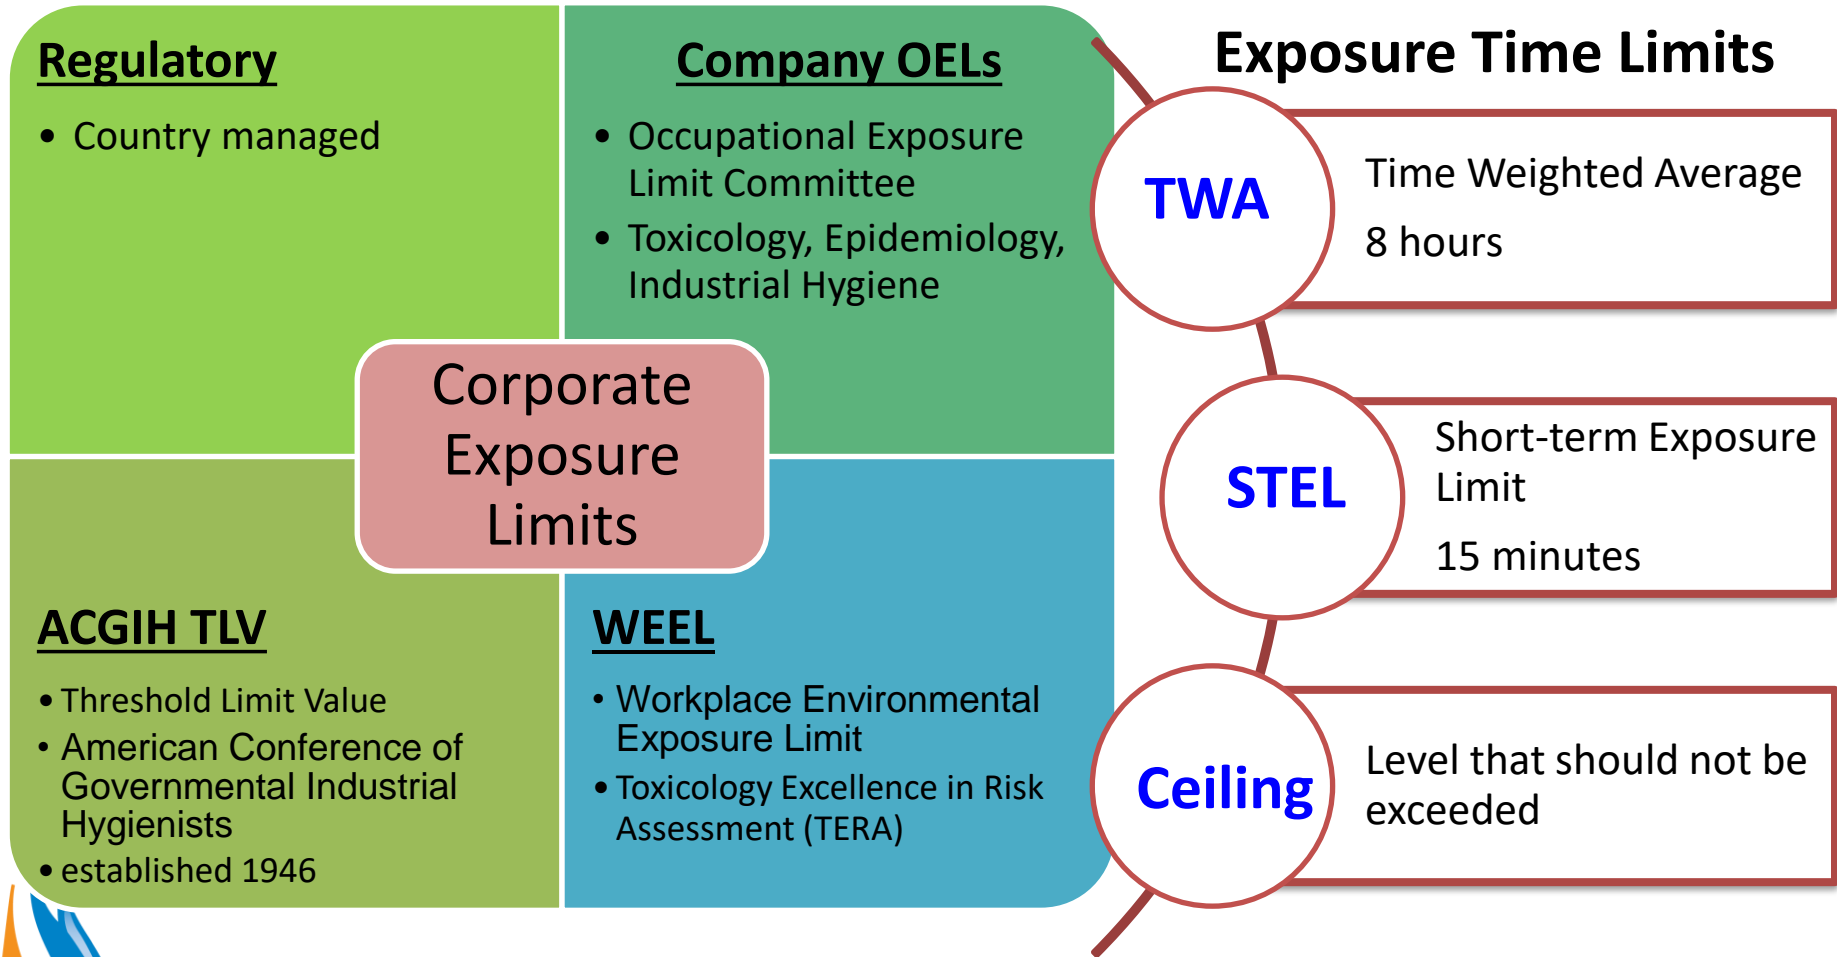 Regulatory
• Country managed
Company OELs
• Occupational Exposure
Limit Committee
• Toxicology, Epidemiology,
Industrial Hygiene
Corporate
Exposure
Limits
ACGIH TLV
• Threshold Limit Value
• American Conference of
Governmental Industrial
Hygienists
• established 1946
WEEL
• Workplace Environmental
Exposure Limit
• Toxicology Excellence in Risk
Assessment (TERA)
Exposure Time Limits
TWA
Time Weighted Average
8 hours
STEL
Short-term Exposure
Limit
15 minutes
Ceiling
Level that should not be
exceeded